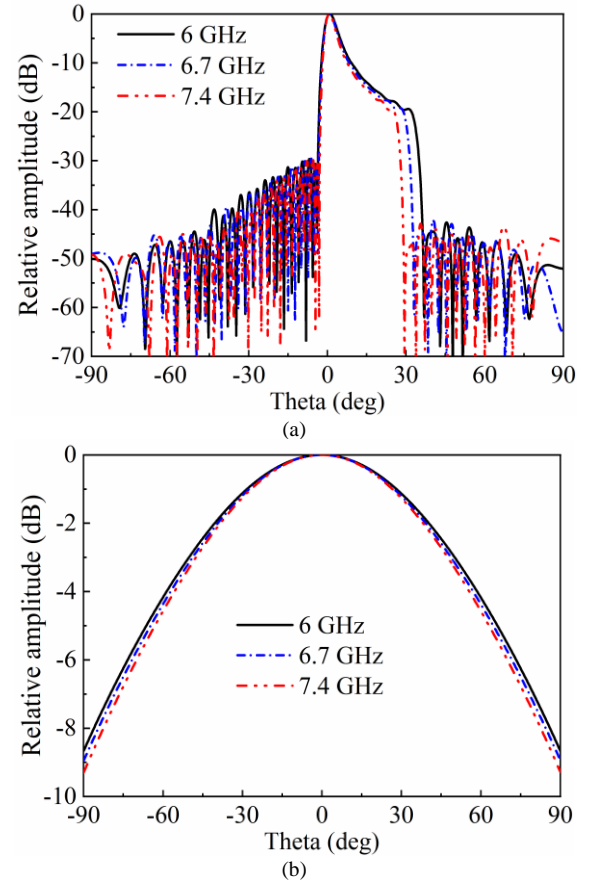 0
-10
-20
-30
-40
-50
-60
-70
Relative amplitude (dB)
6 GHz
6.7 GHz
7.4 GHz
-90 -60 -30 0 30 60 90
Theta (deg)
(a)
0
-2
-4
-6
-8
-10
Relative amplitude (dB)
6 GHz
6.7 GHz
7.4 GHz
-90 -60 -30 0 30 60 90
Theta (deg)
(b)